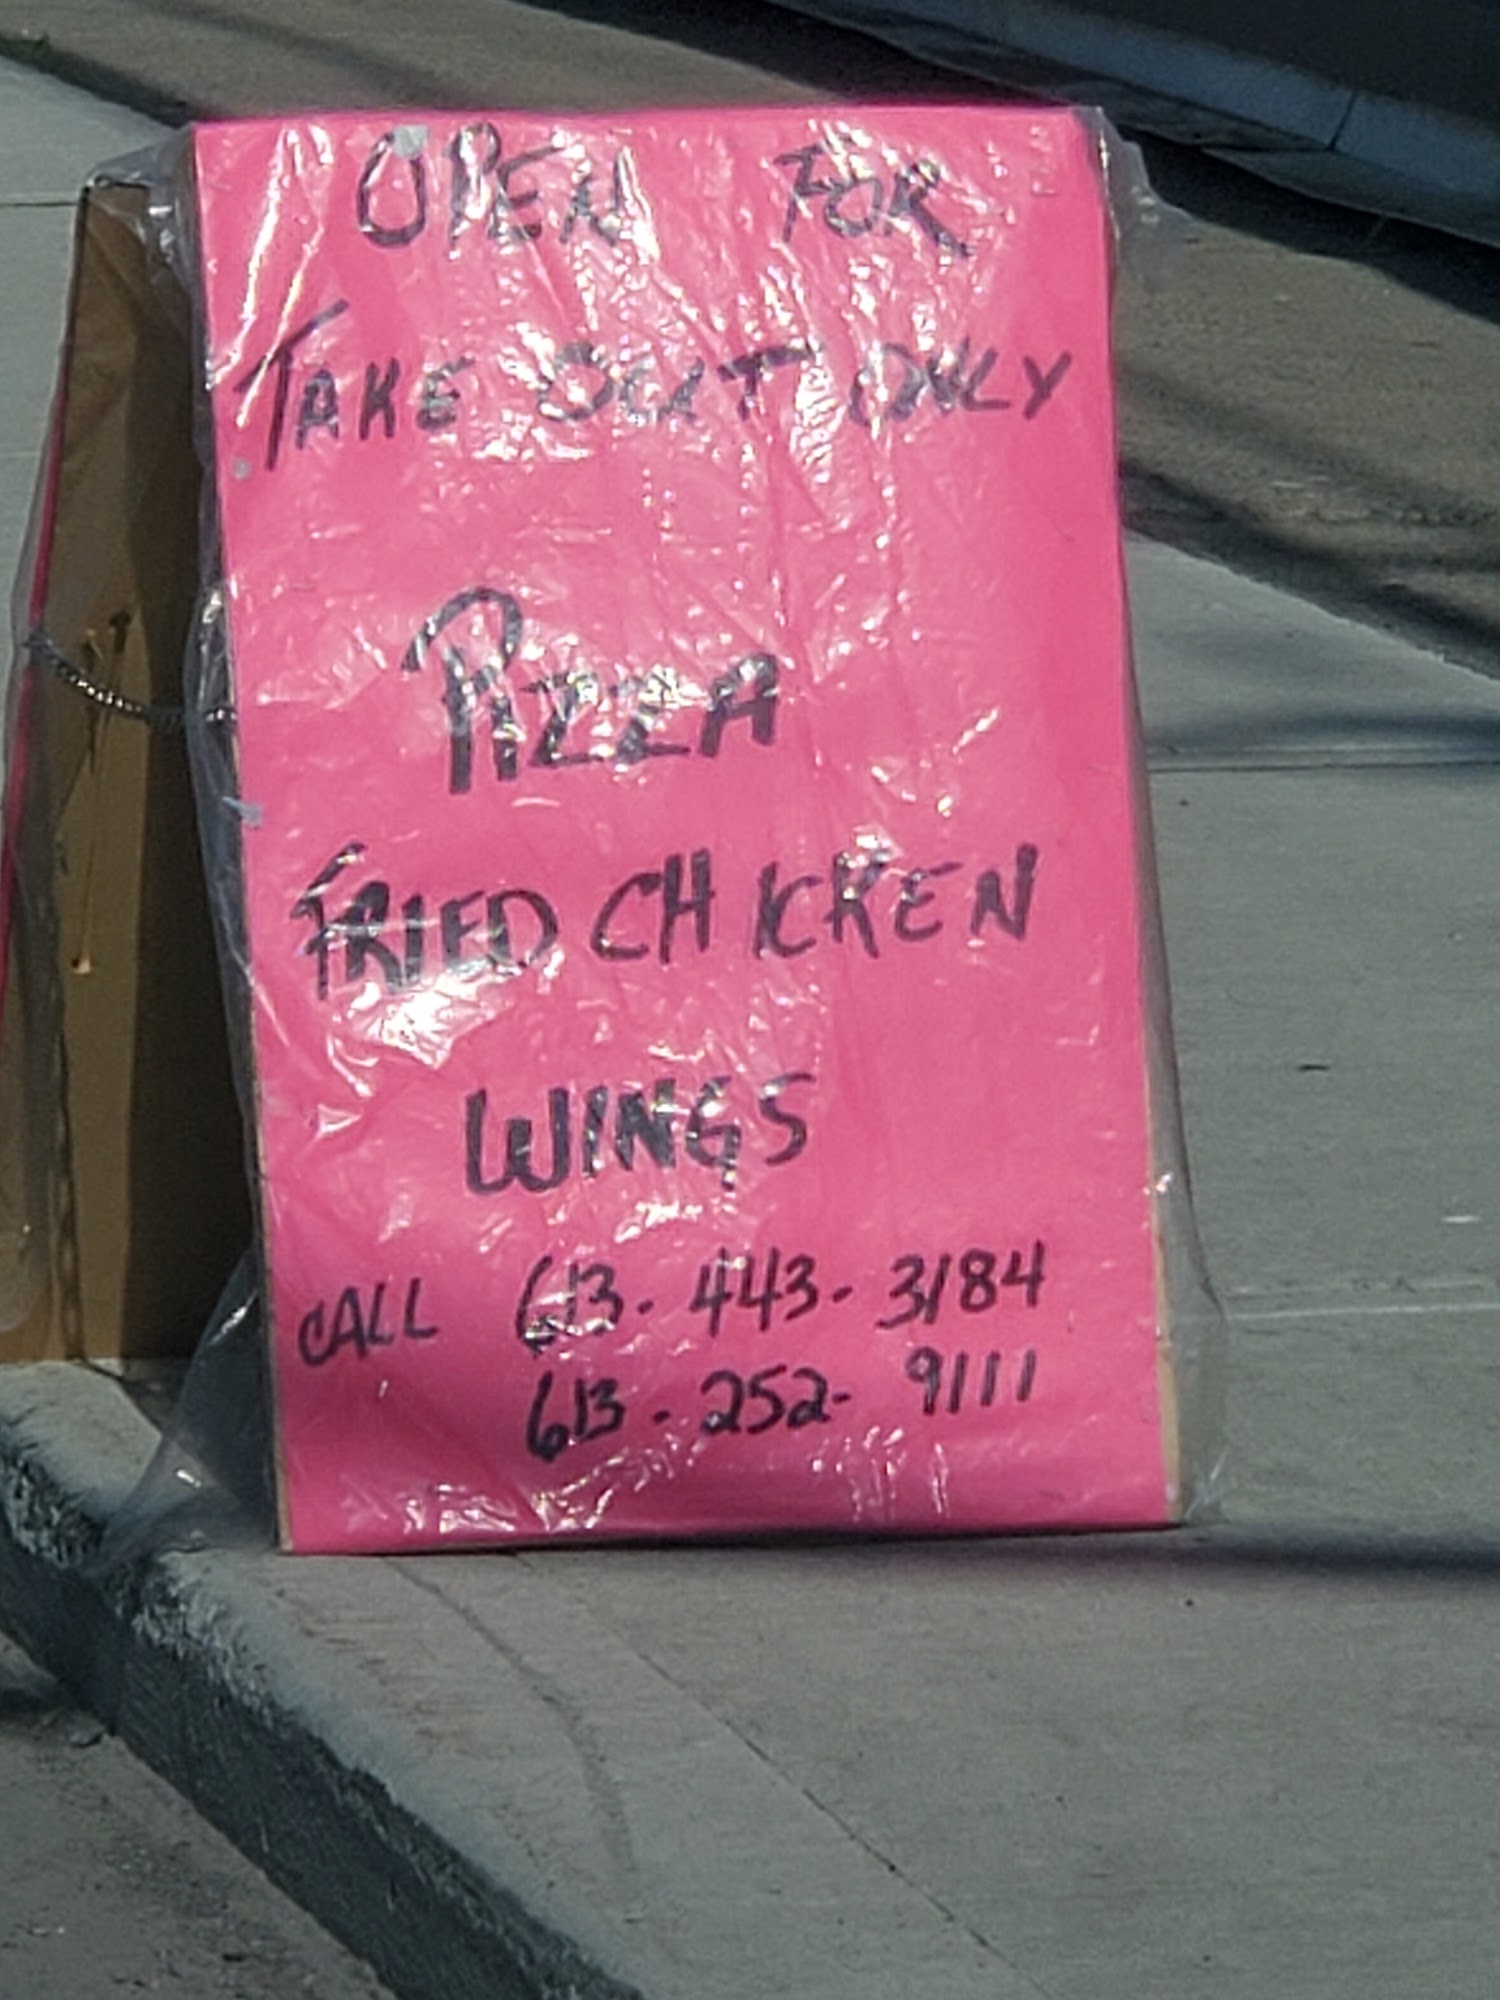 OPEN FOR
TAKE OUT ONLY
PIZZA
FRIED CHICKEN
WINGS
CALL 613-443-3184
613-252-9111